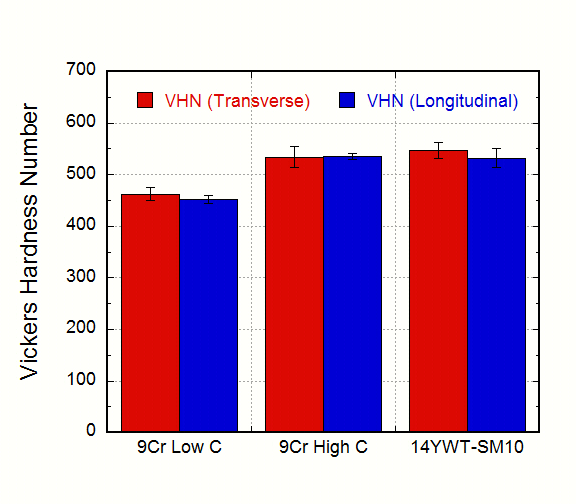 700
VHN (Transverse) VHN (Longitudinal)
600
500
400
300
200
100
0
Vickers Hardness Number
9Cr Low C 9Cr High C 14YWT-SM10